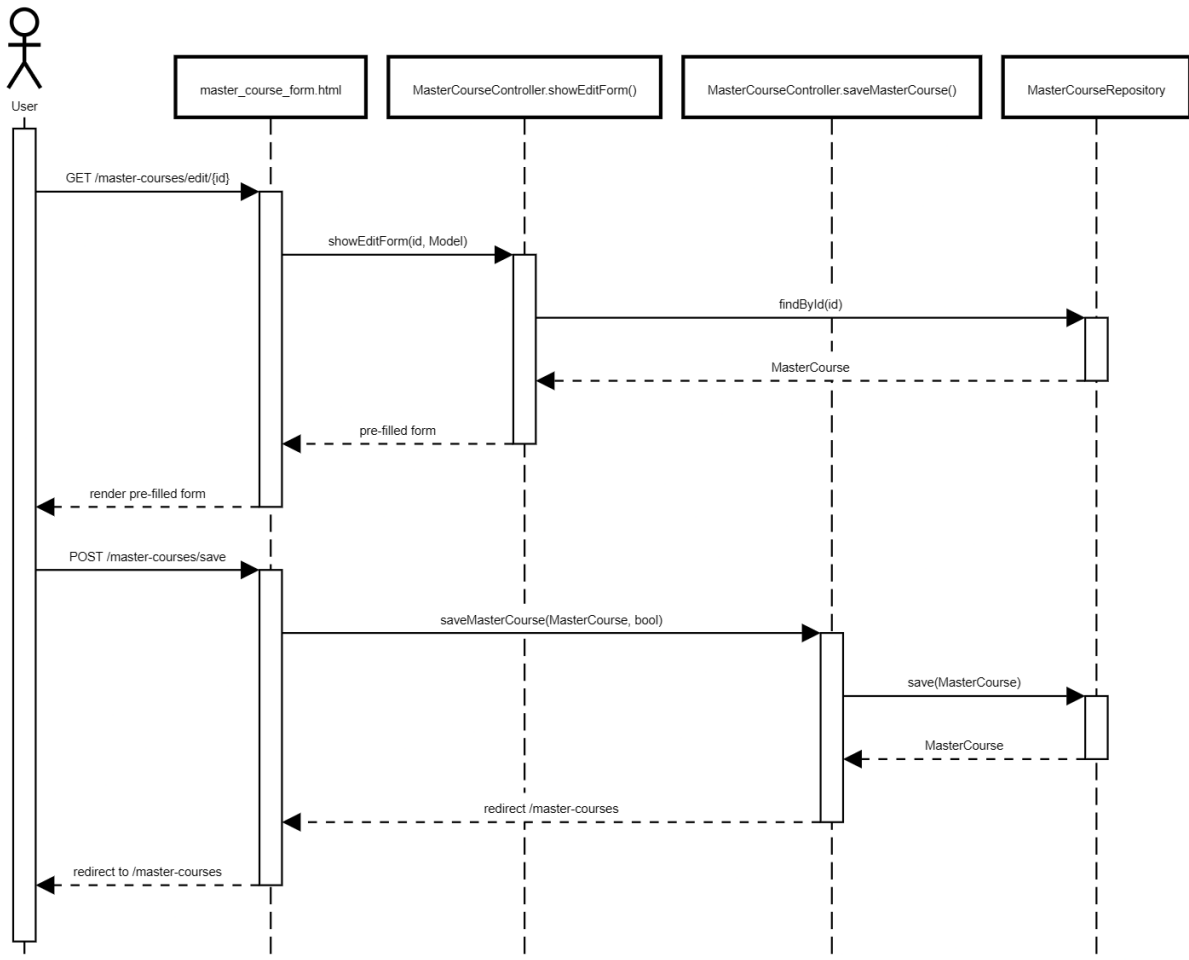 User
master_course_form.html
MasterCourseController.showEditForm()
MasterCourseController.saveMasterCourse()
MasterCourseRepository
GET /master-courses/edit/{id}
showEditForm(id, Model)
findById(id)
MasterCourse
pre-filled form
render pre-filled form
POST /master-courses/save
saveMasterCourse(MasterCourse, bool)
save(MasterCourse)
MasterCourse
redirect /master-courses
redirect to /master-courses